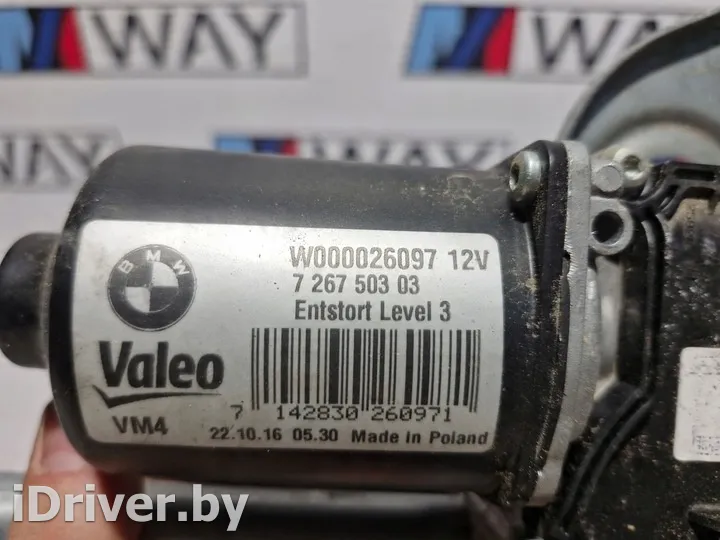 WAY
WAY
WAY
WAY
BMW
W000026097 12V
7 267 503 03
Entstort Level 3
Valeo
VM4
7 142830 260971
22.10.16 05.30 Made in Poland
iDriver.by